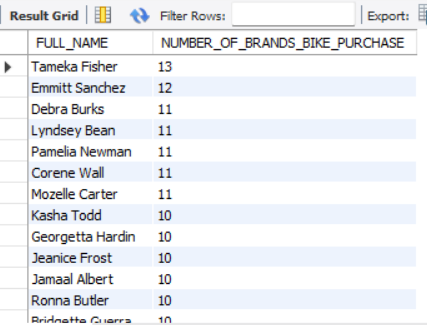 Result Grid Filter Rows: Export:
FULL_NAME NUMBER_OF_BRANDS_BIKE_PURCHASE
Tameka Fisher 13
Emmitt Sanchez 12
Debra Burks 11
Lyndsey Bean 11
Pamelia Newman 11
Corene Wall 11
Mozelle Carter 11
Kasha Todd 10
Georgetta Hardin 10
Jeanice Frost 10
Jamaal Albert 10
Ronna Butler 10
Bridgette Guerra 10